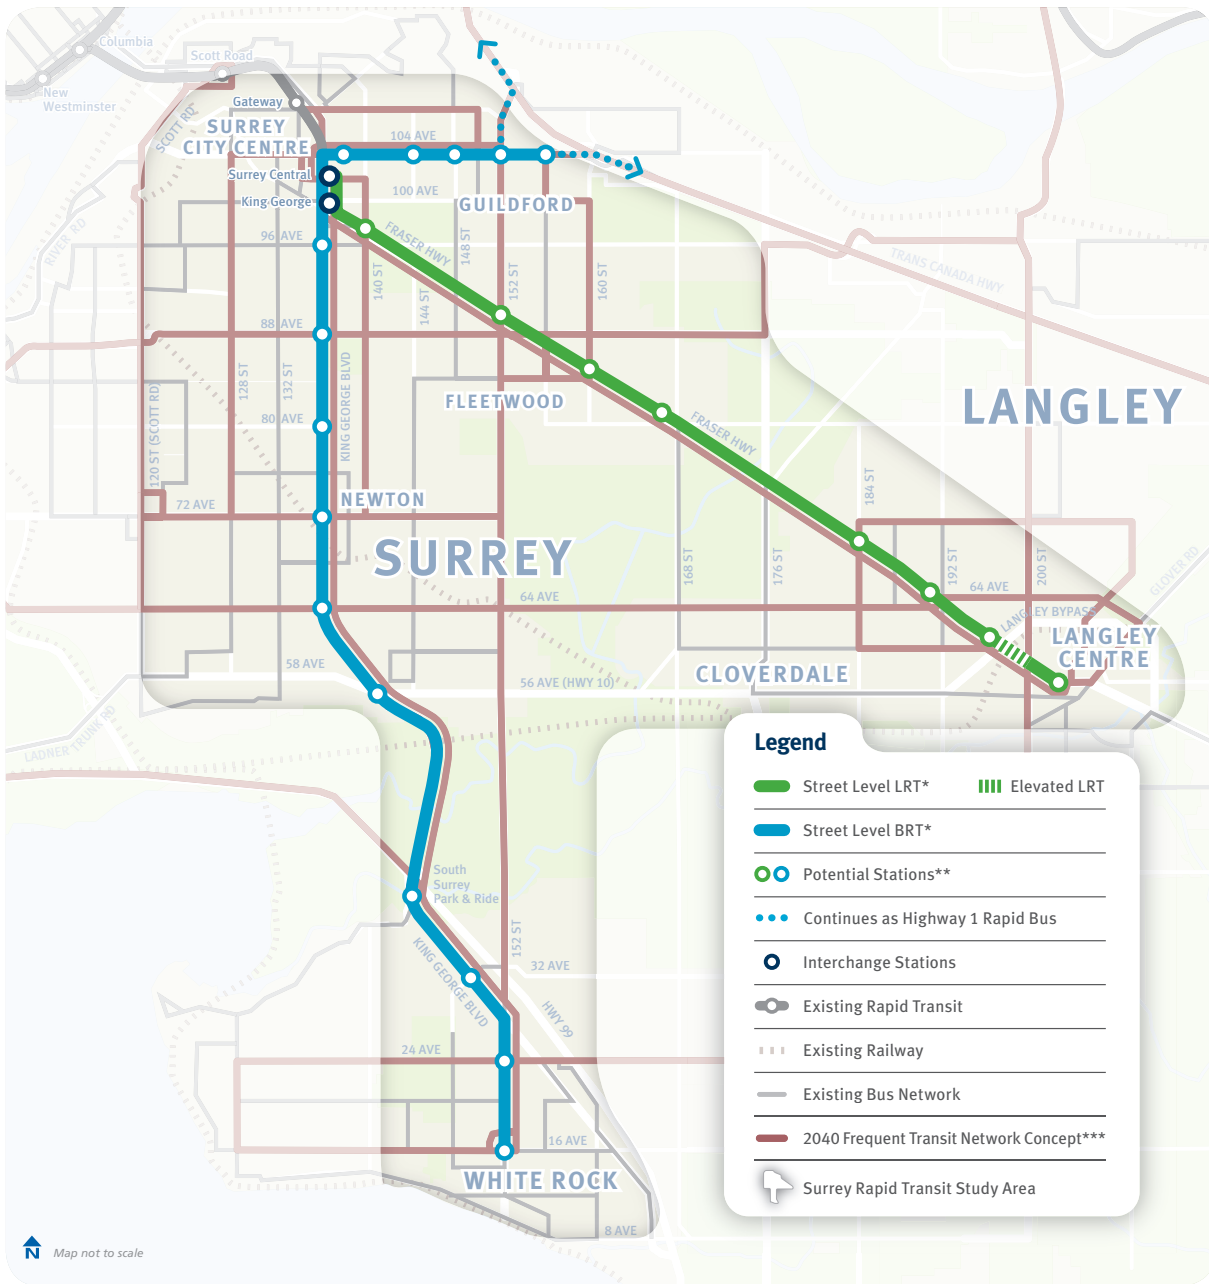 Columbia
Scott Road
New
Westminster
Gateway
SCOTT RD
SURREY
CITY CENTRE
104 AVE
Surrey Central
100 AVE
King George
GUILDFORD
RIVER RD
96 AVE
FRASER HWY
148 ST
140 ST
144 ST
152 ST
160 ST
TRANS CANADA HWY
88 AVE
128 ST
132 ST
KING GEORGE BLVD
LANGLEY
FLEETWOOD
80 AVE
120 ST (SCOTT RD)
FRASER HWY
184 ST
72 AVE
NEWTON
SURREY
168 ST
176 ST
192 ST
200 ST
GLOVER RD
64 AVE
64 AVE
LANGLEY BYPASS
LANGLEY
CENTRE
58 AVE
CLOVERDALE
56 AVE (HWY 10)
LADNER TRUNK RD
Legend
Street Level LRT*
Elevated LRT
Street Level BRT*
Potential Stations**
Continues as Highway 1 Rapid Bus
Interchange Stations
Existing Rapid Transit
Existing Railway
Existing Bus Network
2040 Frequent Transit Network Concept***
Surrey Rapid Transit Study Area
South
Surrey
Park & Ride
152 ST
KING GEORGE BLVD
32 AVE
HWY 99
24 AVE
16 AVE
WHITE ROCK
8 AVE
N
Map not to scale